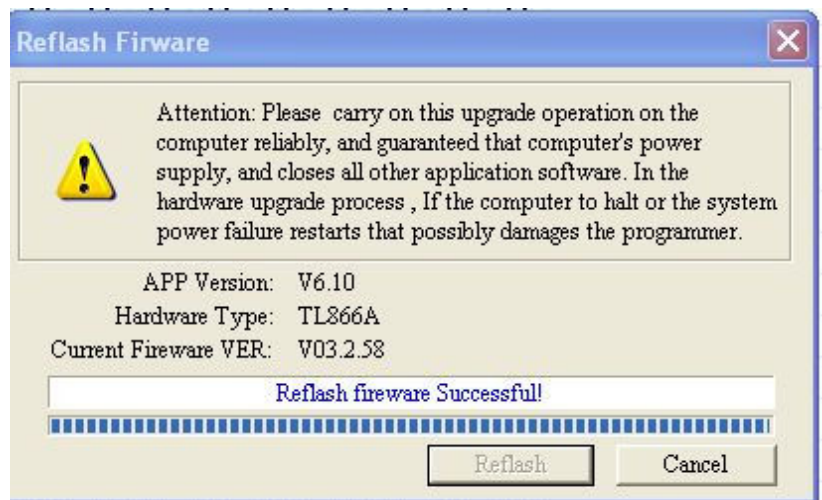 Reflash Firware
Attention: Please carry on this upgrade operation on the
computer reliably, and guaranteed that computer's power
supply, and closes all other application software. In the
hardware upgrade process , If the computer to halt or the system
power failure restarts that possibly damages the programmer.
APP Version: V6.10
Hardware Type: TL866A
Current Fireware VER: V03.2.58
Reflash fireware Successful!
Reflash Cancel